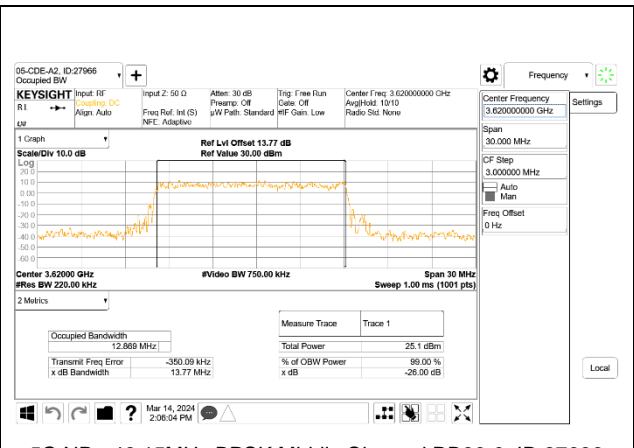 05-CDE-A2, ID:27966
Occupied BW
Frequency
KEYSIGHT Input: RF Input Z: 50 Ω Atten: 30 dB Trig: Free Run Center Freq: 3.620000000 GHz
R L Coupling: DC Preamp: Off Gate: Off Avg|Hold: 10/10
Align: Auto Freq Ref: Int (S) µW Path: Standard #IF Gain: Low Radio Std: None
NFE: Adaptive
Center Frequency
3.620000000 GHz
Settings
Span
30.000 MHz
CF Step
3.000000 MHz
Auto
Man
Freq Offset
0 Hz
1 Graph
Ref Lvl Offset 13.77 dB
Scale/Div 10.0 dB Ref Value 30.00 dBm
Log
20.0
10.0
0.00
-10.0
-20.0
-30.0
-40.0
-50.0
-60.0
Center 3.62000 GHz #Video BW 750.00 kHz Span 30 MHz
#Res BW 220.00 kHz Sweep 1.00 ms (1001 pts)
2 Metrics
Measure Trace Trace 1
Occupied Bandwidth
12.869 MHz Total Power 25.1 dBm
Transmit Freq Error -350.09 kHz % of OBW Power 99.00 %
x dB Bandwidth 13.77 MHz x dB -26.00 dB
Local
Mar 14, 2024
2:06:04 PM